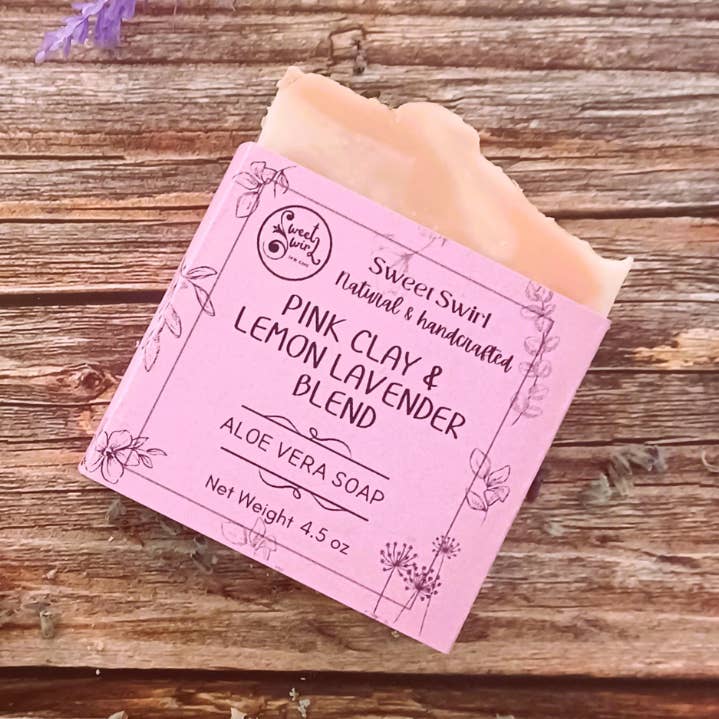 Sweet
Swirl
Sweet Swirl
Natural & handcrafted
PINK CLAY &
LEMON LAVENDER
BLEND
ALOE VERA SOAP
Net Weight 4.5 oz